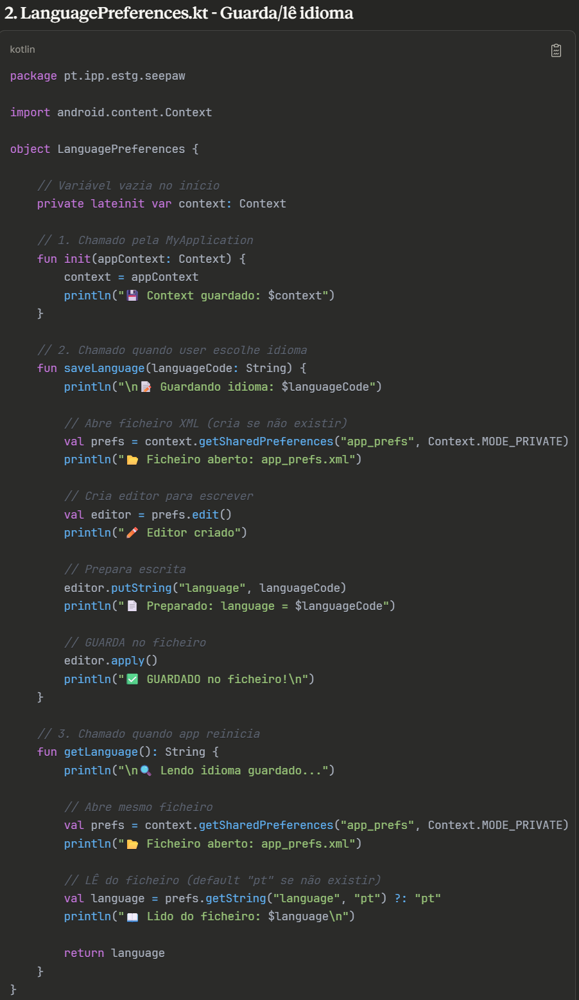 2. LanguagePreferences.kt - Guarda/lê idioma
kotlin
package pt.ipp.estg.seepaw
import android.content.Context
object LanguagePreferences {
// Variável vazia no início
private lateinit var context: Context
// 1. Chamado pela MyApplication
fun init(appContext: Context) {
context = appContext
println("💾 Context guardado: $context")
}
// 2. Chamado quando user escolhe idioma
fun saveLanguage(languageCode: String) {
println("\n📝 Guardando idioma: $languageCode")
// Abre ficheiro XML (cria se não existir)
val prefs = context.getSharedPreferences("app_prefs", Context.MODE_PRIVATE)
println("📂 Ficheiro aberto: app_prefs.xml")
// Cria editor para escrever
val editor = prefs.edit()
println("✏️ Editor criado")
// Prepara escrita
editor.putString("language", languageCode)
println("📄 Preparado: language = $languageCode")
// GUARDA no ficheiro
editor.apply()
println("✅ GUARDADO no ficheiro!\n")
}
// 3. Chamado quando app reinicia
fun getLanguage(): String {
println("\n🔍 Lendo idioma guardado...")
// Abre mesmo ficheiro
val prefs = context.getSharedPreferences("app_prefs", Context.MODE_PRIVATE)
println("📂 Ficheiro aberto: app_prefs.xml")
// LÊ do ficheiro (default "pt" se não existir)
val language = prefs.getString("language", "pt") ?: "pt"
println("📖 Lido do ficheiro: $language\n")
return language
}
}